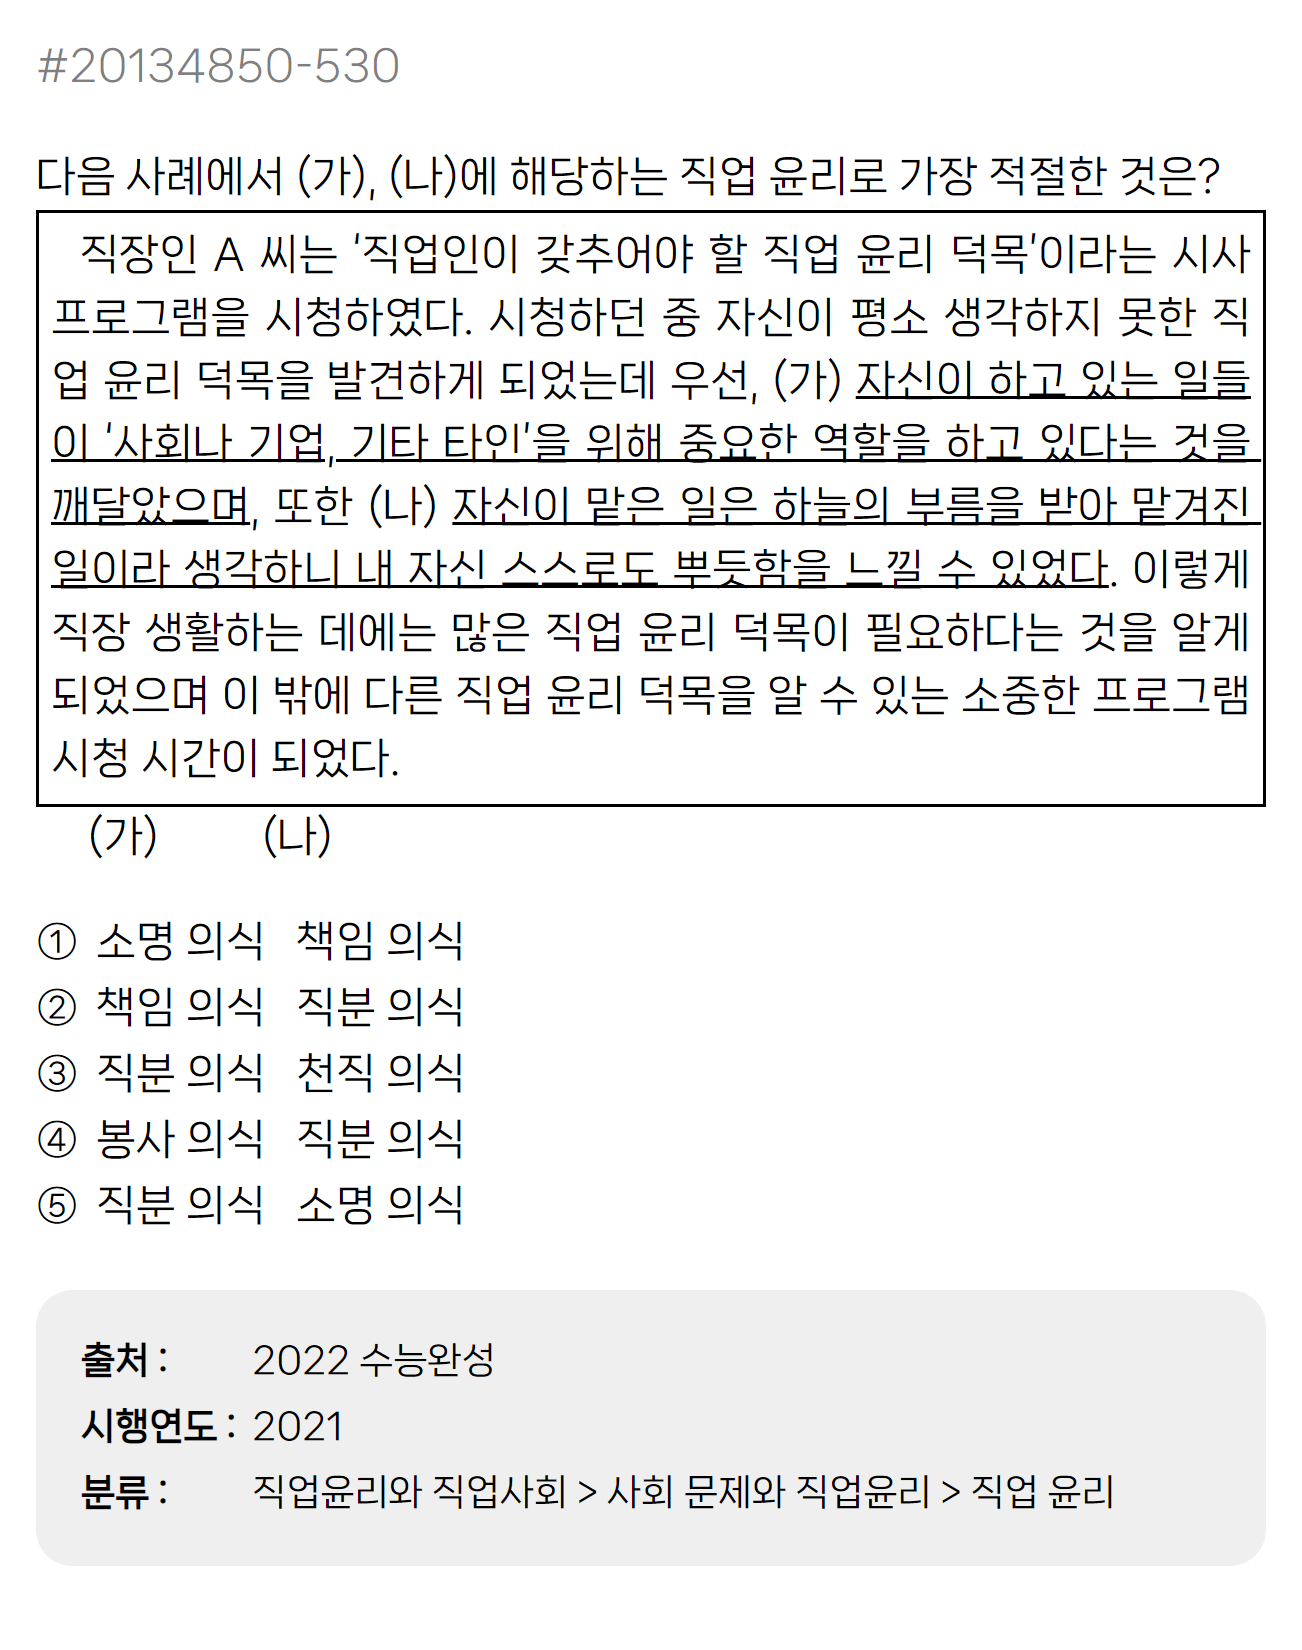 #20134850-530
다음 사례에서 (가), (나)에 해당하는 직업 윤리로 가장 적절한 것은?
직장인 A 씨는 '직업인이 갖추어야 할 직업 윤리 덕목'이라는 시사
프로그램을 시청하였다. 시청하던 중 자신이 평소 생각하지 못한 직
업 윤리 덕목을 발견하게 되었는데 우선, (가) 자신이 하고 있는 일들
이 '사회나 기업, 기타 타인'을 위해 중요한 역할을 하고 있다는 것을
깨달았으며, 또한 (나) 자신이 맡은 일은 하늘의 부름을 받아 맡겨진
일이라 생각하니 내 자신 스스로도 뿌듯함을 느낄 수 있었다. 이렇게
직장 생활하는 데에는 많은 직업 윤리 덕목이 필요하다는 것을 알게
되었으며 이 밖에 다른 직업 윤리 덕목을 알 수 있는 소중한 프로그램
시청 시간이 되었다.
(가) (나)
① 소명 의식 책임 의식
② 책임 의식 직분 의식
③ 직분 의식 천직 의식
④ 봉사 의식 직분 의식
⑤ 직분 의식 소명 의식
출처 : 2022 수능완성
시행연도 : 2021
분류 : 직업윤리와 직업사회 > 사회 문제와 직업윤리 > 직업 윤리